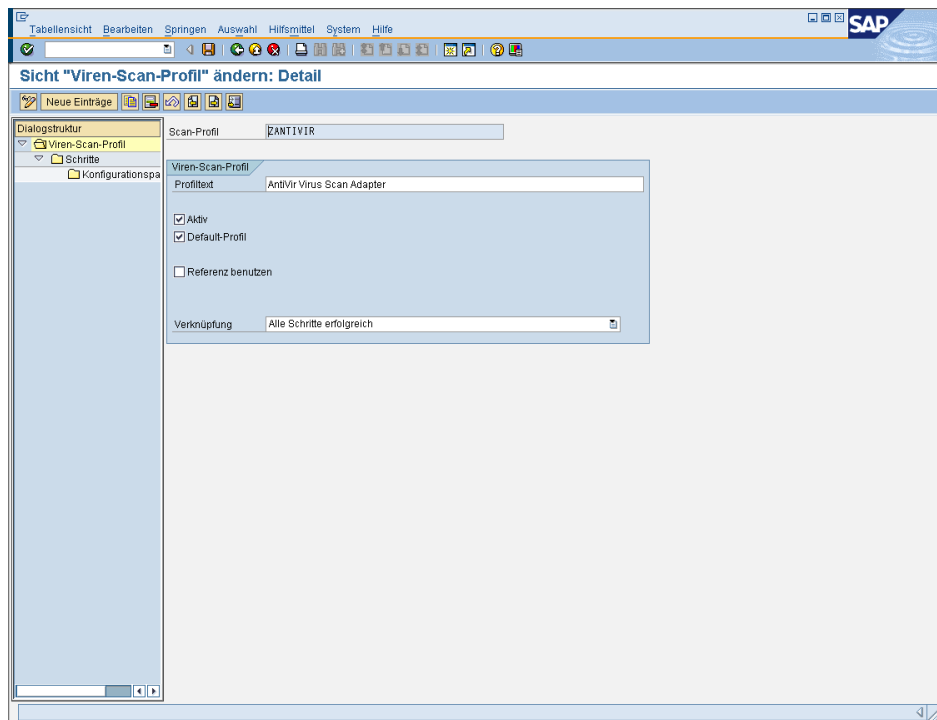 Tabellensicht Bearbeiten Springen Auswahl Hilfsmittel System Hilfe
SAP
Sicht "Viren-Scan-Profil" ändern: Detail
Neue Einträge
Dialogstruktur
Viren-Scan-Profil
Schritte
Konfigurationspa
Scan-Profil ZANTIVIR
Viren-Scan-Profil
Profiltext AntiVir Virus Scan Adapter
Aktiv
Default-Profil
Referenz benutzen
Verknüpfung Alle Schritte erfolgreich